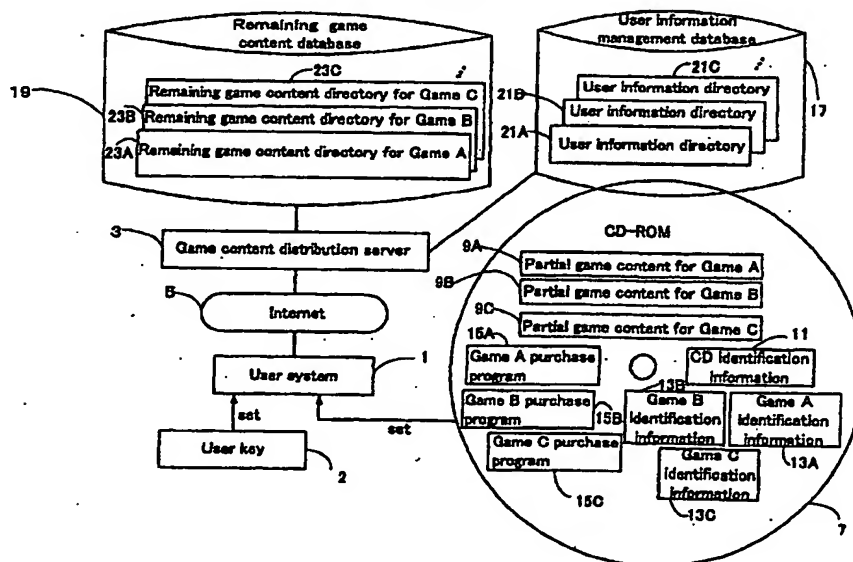 Remaining game
content database
User information
management database
23C
Remaining game content directory for Game C
23B
Remaining game content directory for Game B
23A
Remaining game content directory for Game A
19
21C
User information directory
21B
User information directory
21A
User information directory
17
3
Game content distribution server
5
Internet
User system
1
set
User key
2
set
CD-ROM
9A
Partial game content for Game A
9B
Partial game content for Game B
9C
Partial game content for Game C
15A
Game A purchase
program
11
CD identification
information
Game B purchase
program
15B
13B
Game B
identification
information
Game A
identification
information
13A
Game C purchase
program
15C
Game C
identification
information
13C
7